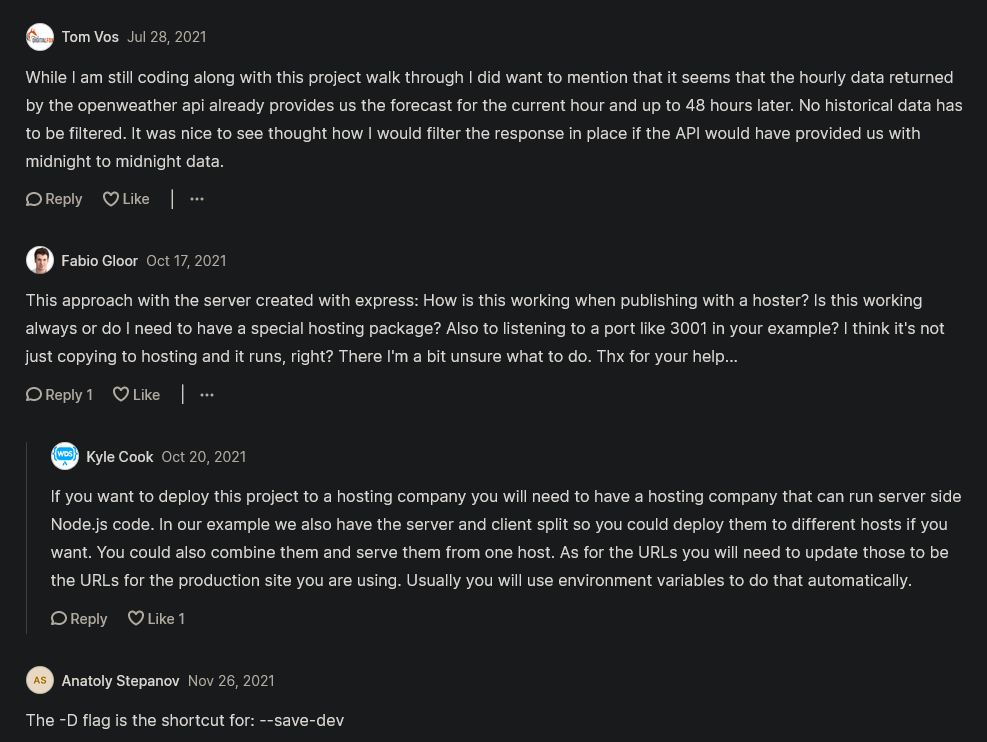 Tom Vos Jul 28, 2021
While I am still coding along with this project walk through I did want to mention that it seems that the hourly data returned
by the openweather api already provides us the forecast for the current hour and up to 48 hours later. No historical data has
to be filtered. It was nice to see thought how I would filter the response in place if the API would have provided us with
midnight to midnight data.
Reply Like
Fabio Gloor Oct 17, 2021
This approach with the server created with express: How is this working when publishing with a hoster? Is this working
always or do I need to have a special hosting package? Also to listening to a port like 3001 in your example? I think it's not
just copying to hosting and it runs, right? There I'm a bit unsure what to do. Thx for your help...
Reply 1 Like
WDS
Kyle Cook Oct 20, 2021
If you want to deploy this project to a hosting company you will need to have a hosting company that can run server side
Node.js code. In our example we also have the server and client split so you could deploy them to different hosts if you
want. You could also combine them and serve them from one host. As for the URLs you will need to update those to be
the URLs for the production site you are using. Usually you will use environment variables to do that automatically.
Reply Like 1
AS
Anatoly Stepanov Nov 26, 2021
The -D flag is the shortcut for: --save-dev